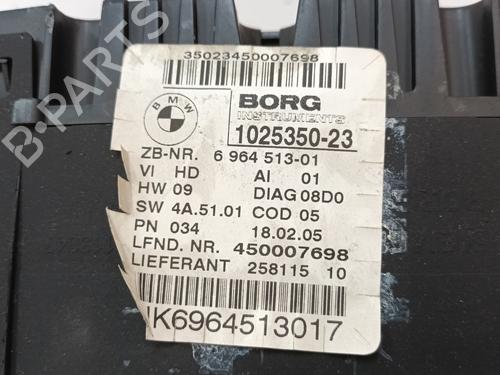 35023450007698
BMW
BORG
INSTRUMENTS
1025350-23
ZB-NR. 6 964 513-01
VI HD AI 01
HW 09 DIAG 08D0
SW 4A.51.01 COD 05
PN 034 18.02.05
LFND. NR. 450007698
LIEFERANT 258115 10
K6964513017
B-PARTS